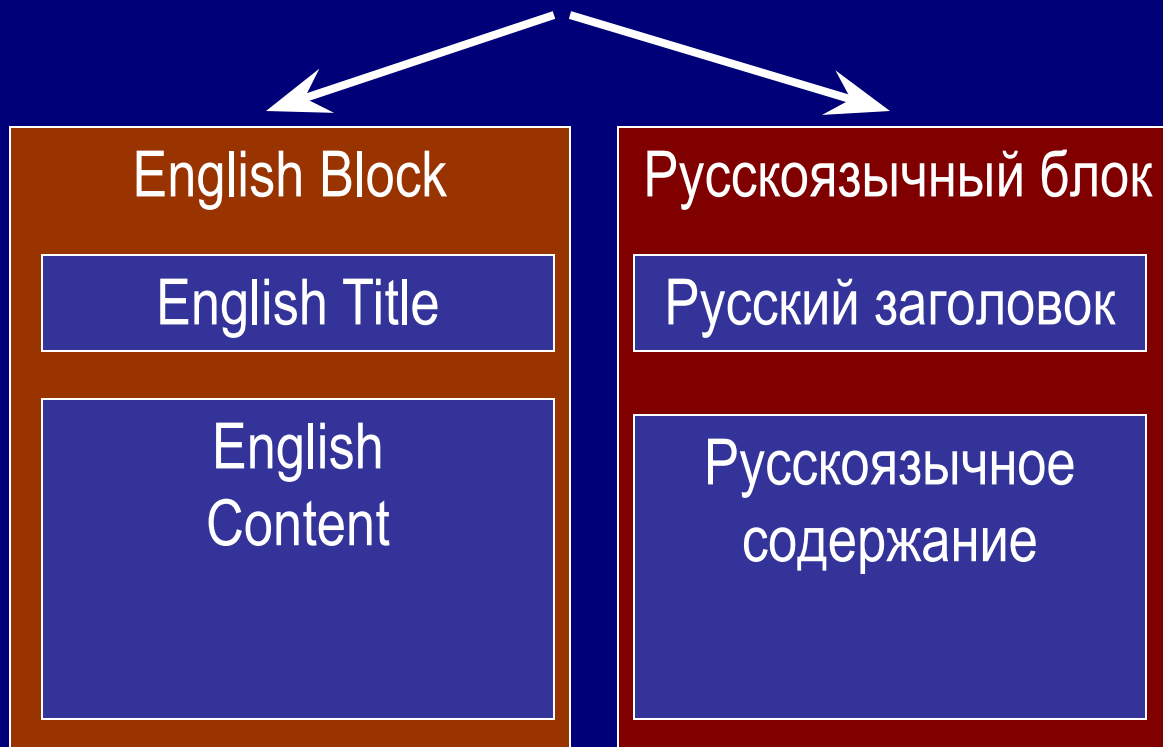 English Block
English Title
English
Content
Русскоязычный блок
Русский заголовок
Русскоязычное
содержание